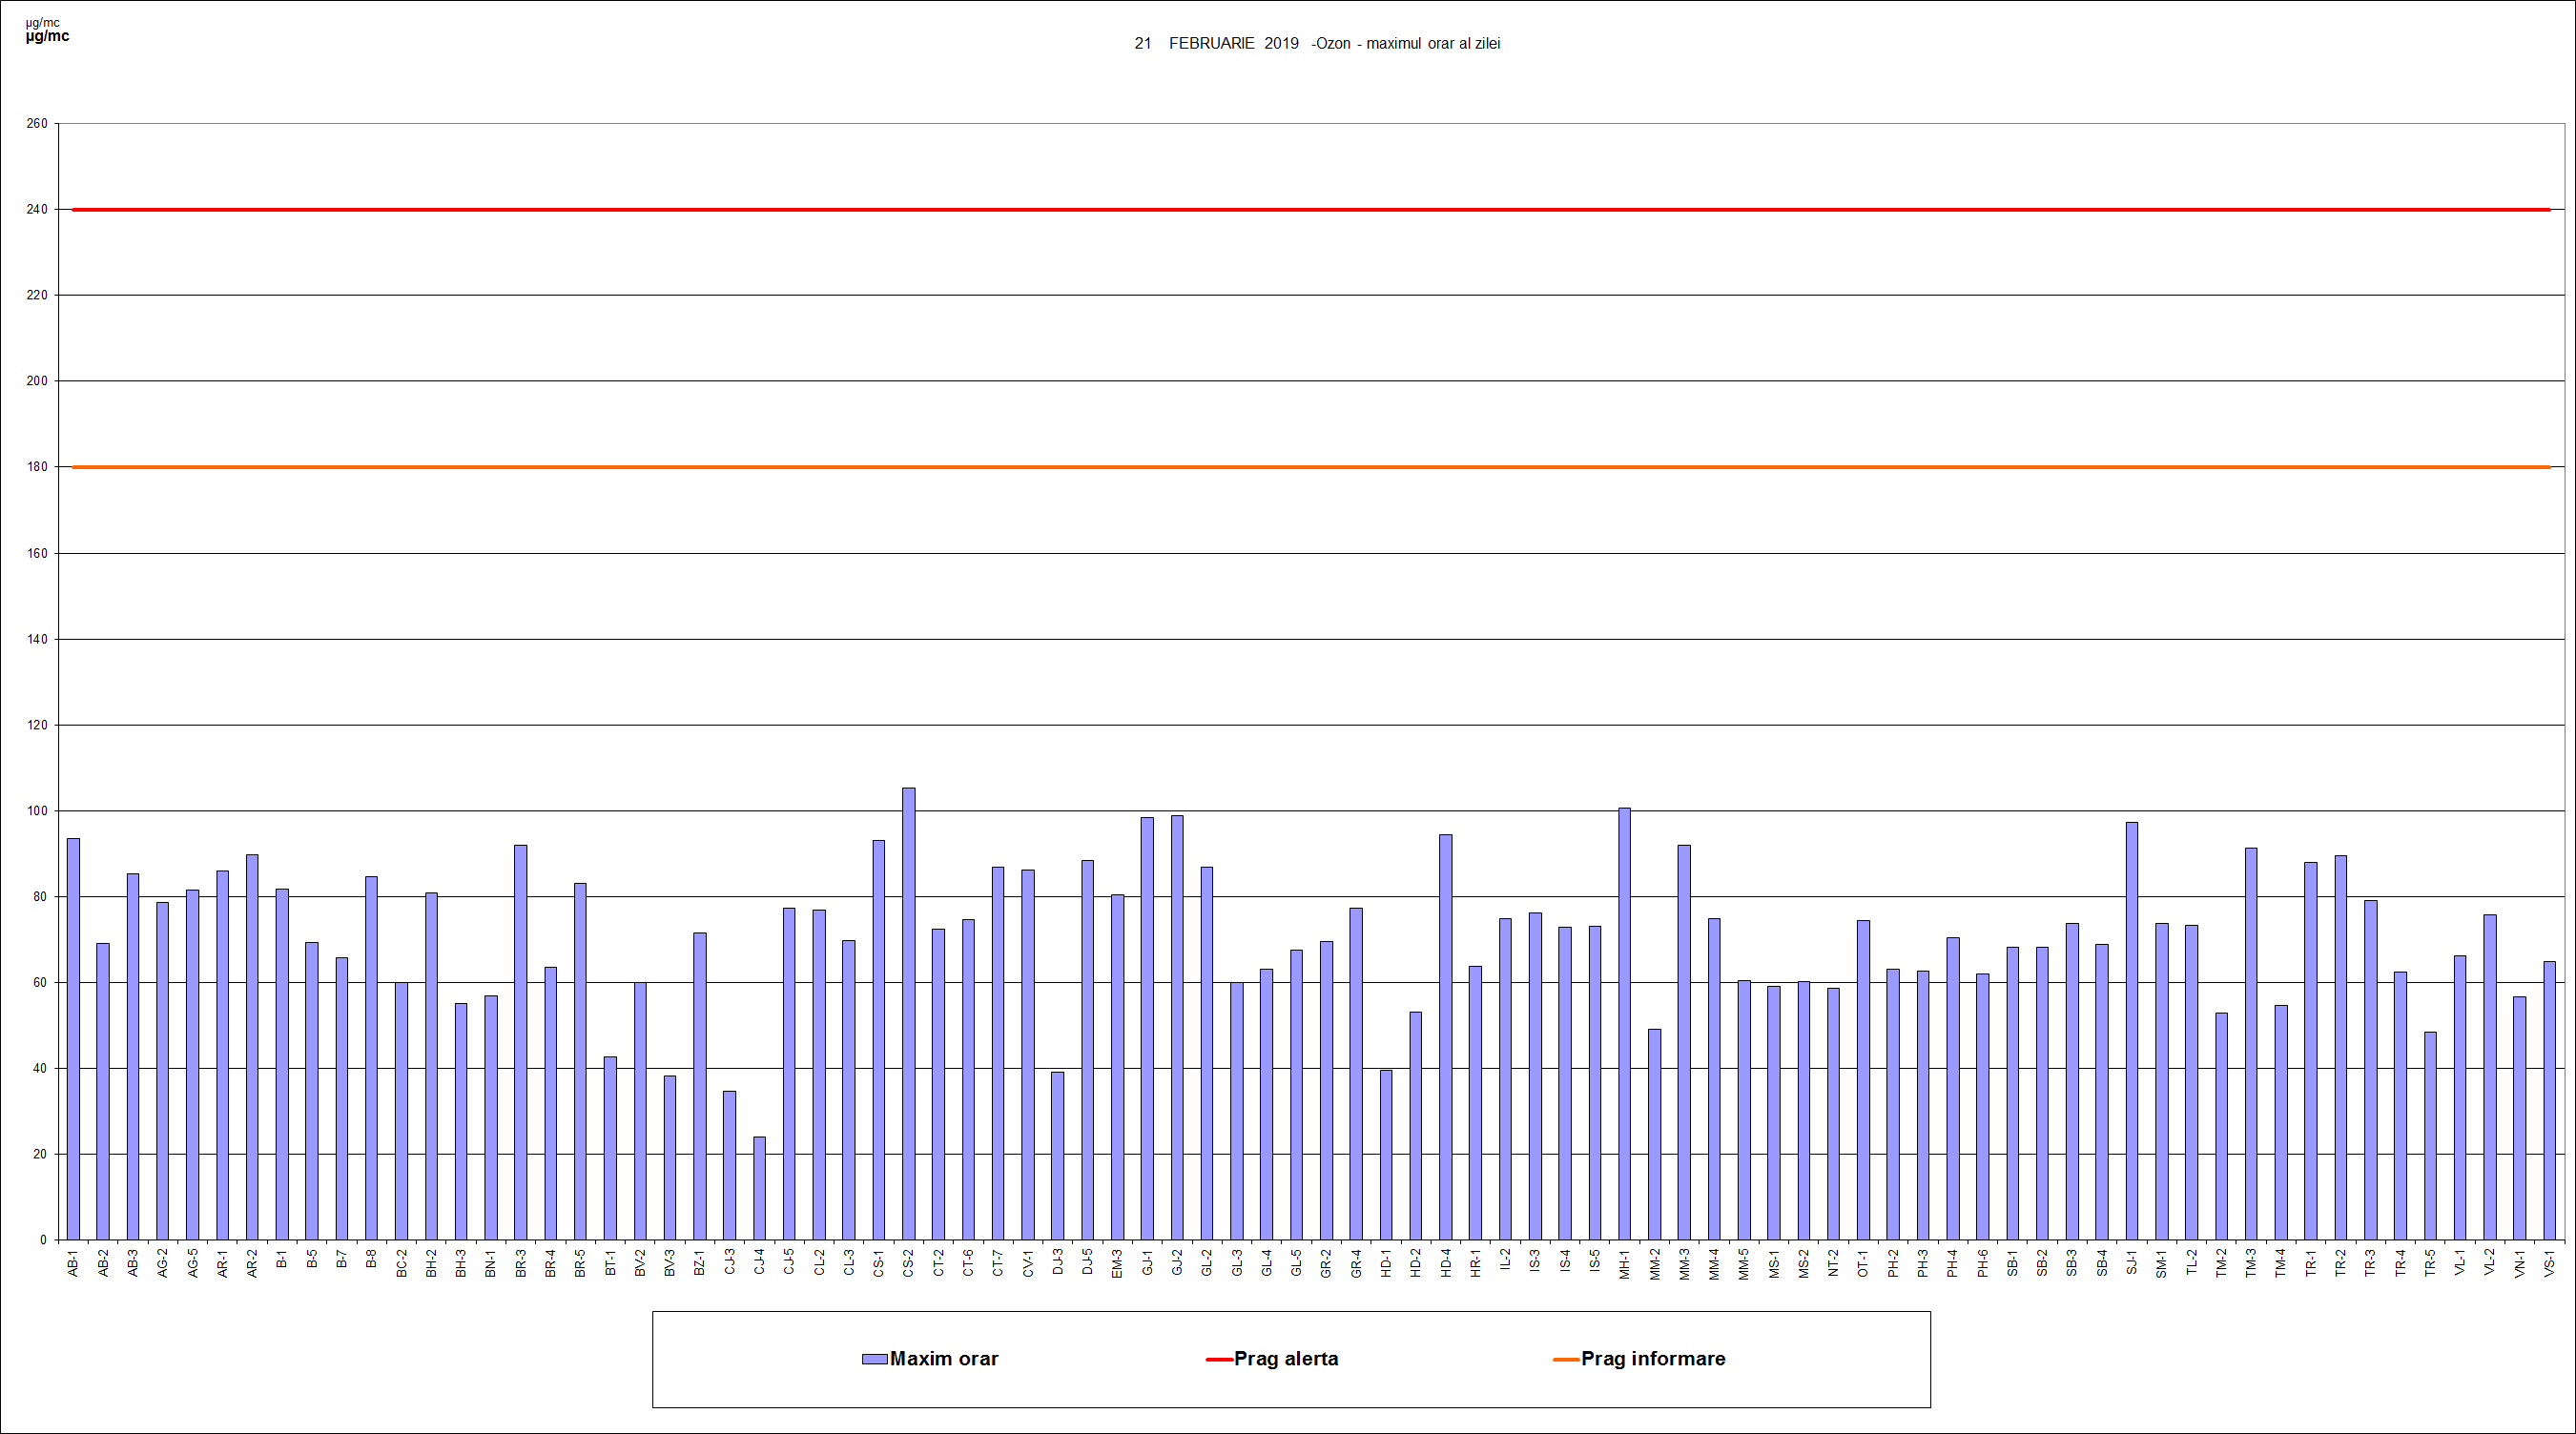 µg/mc
µg/mc
21 FEBRUARIE 2019 -Ozon - maximul orar al zilei
260
240
220
200
180
160
140
120
100
80
60
40
20
0
AB-1 AB-2 AB-3 AG-2 AG-5 AR-1 AR-2 B-1 B-5 B-7 B-8 BC-2 BH-2 BH-3 BN-1 BR-3 BR-4 BR-5 BT-1 BV-2 BV-3 BZ-1 CJ-3 CJ-4 CJ-5 CL-2 CL-3 CS-1 CS-2 CT-2 CT-6 CT-7 CV-1 DJ-3 DJ-5 EM-3 GJ-1 GJ-2 GL-2 GL-3 GL-4 GL-5 GR-2 GR-4 HD-1 HD-2 HD-4 HR-1 IL-2 IS-3 IS-4 IS-5 MH-1 MM-2 MM-3 MM-4 MM-5 MS-1 MS-2 NT-2 OT-1 PH-2 PH-3 PH-4 PH-6 SB-1 SB-2 SB-3 SB-4 SJ-1 SM-1 TL-2 TM-2 TM-3 TM-4 TR-1 TR-2 TR-3 TR-4 TR-5 VL-1 VL-2 VN-1 VS-1
Maxim orar Prag alerta Prag informare